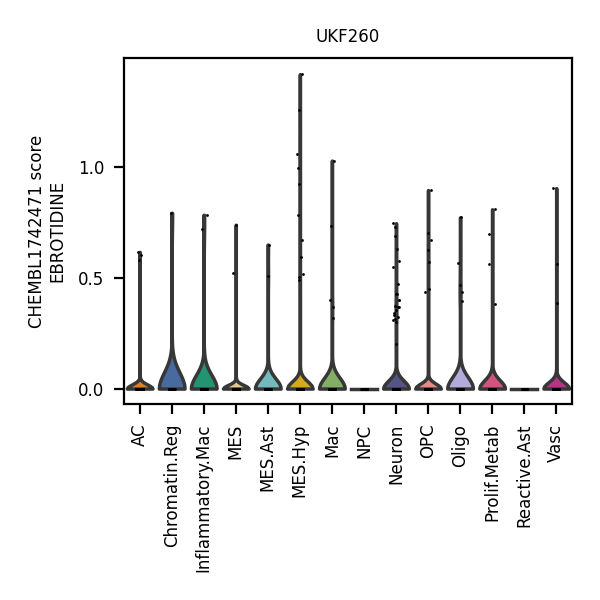 UKF260
CHEMBL1742471 score
EBROTIDINE
1.0
0.5
0.0
AC
Chromatin.Reg
Inflammatory.Mac
MES
MES.Ast
MES.Hyp
Mac
NPC
Neuron
OPC
Oligo
Prolif.Metab
Reactive.Ast
Vasc